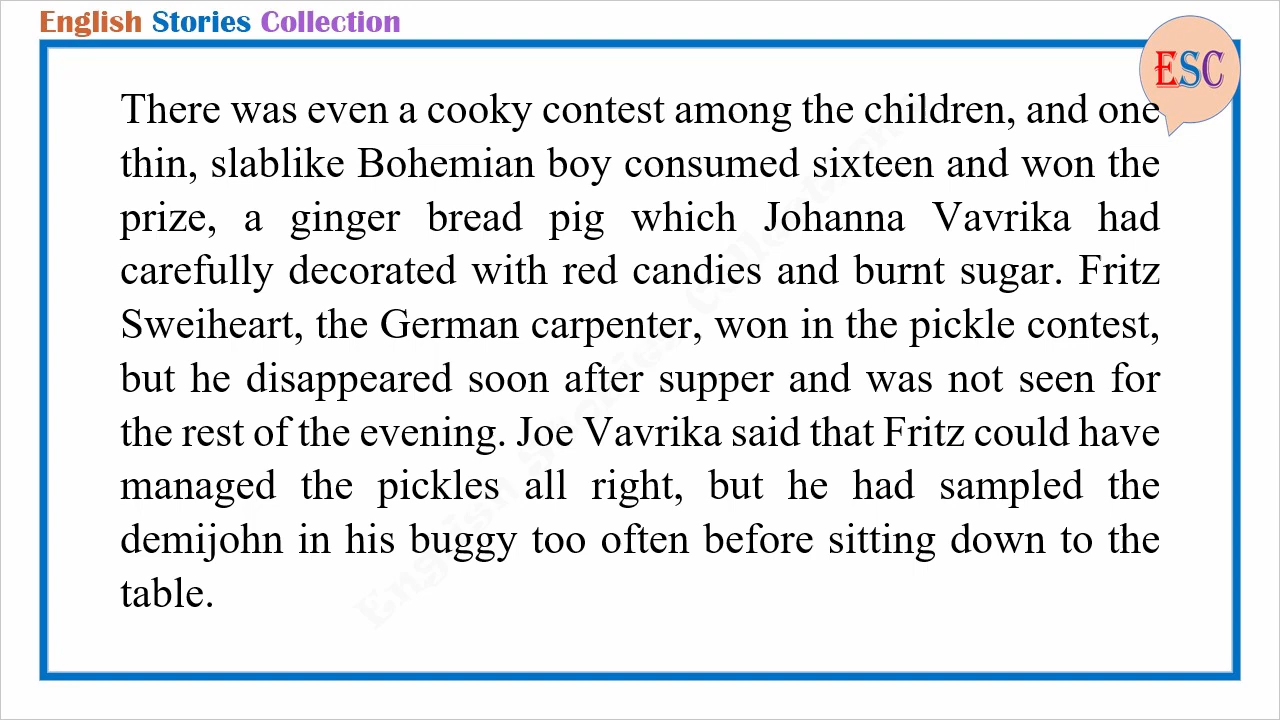 English Stories Collection
ESC
There was even a cooky contest among the children, and one
thin, slablike Bohemian boy consumed sixteen and won the
prize, a ginger bread pig which Johanna Vavrika had
carefully decorated with red candies and burnt sugar. Fritz
Sweiheart, the German carpenter, won in the pickle contest,
but he disappeared soon after supper and was not seen for
the rest of the evening. Joe Vavrika said that Fritz could have
managed the pickles all right, but he had sampled the
demijohn in his buggy too often before sitting down to the
table.
English Stories Collection